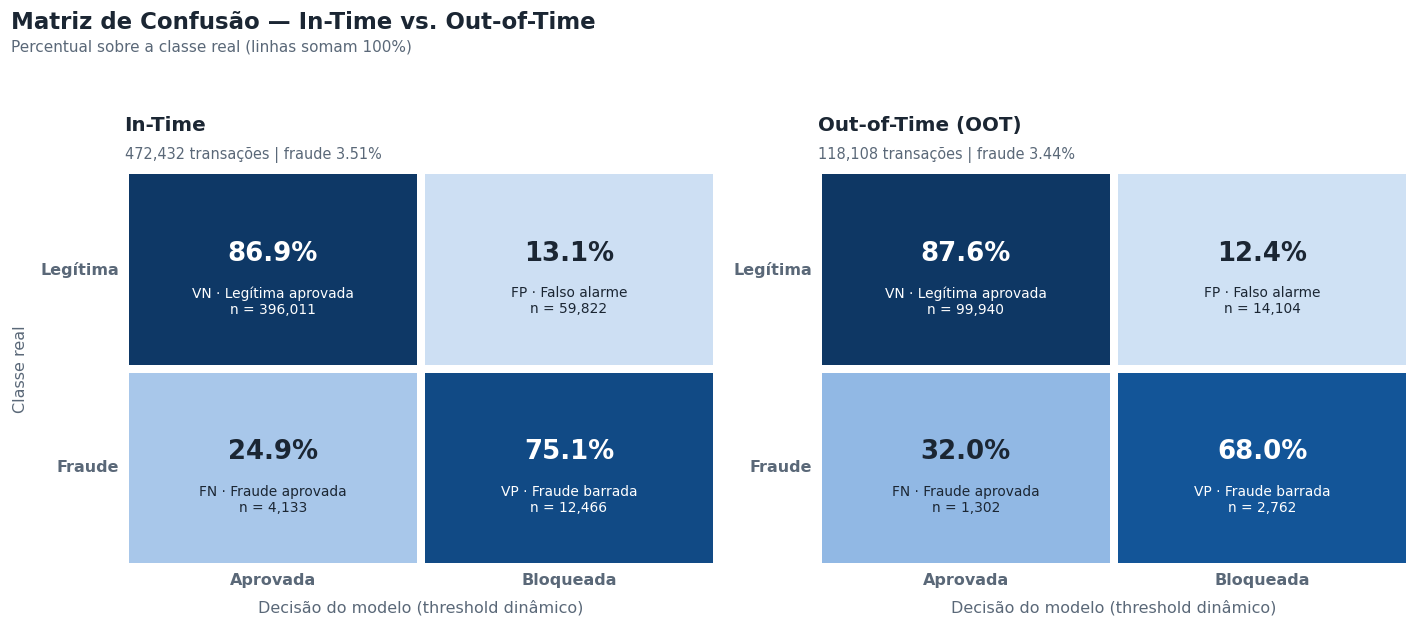 Matriz de Confusão — In-Time vs. Out-of-Time
Percentual sobre a classe real (linhas somam 100%)
In-Time
472,432 transações | fraude 3.51%
Classe real
Legítima
86.9%
VN · Legítima aprovada
n = 396,011
13.1%
FP · Falso alarme
n = 59,822
Fraude
24.9%
FN · Fraude aprovada
n = 4,133
75.1%
VP · Fraude barrada
n = 12,466
Aprovada
Bloqueada
Decisão do modelo (threshold dinâmico)
Out-of-Time (OOT)
118,108 transações | fraude 3.44%
Legítima
87.6%
VN · Legítima aprovada
n = 99,940
12.4%
FP · Falso alarme
n = 14,104
Fraude
32.0%
FN · Fraude aprovada
n = 1,302
68.0%
VP · Fraude barrada
n = 2,762
Aprovada
Bloqueada
Decisão do modelo (threshold dinâmico)